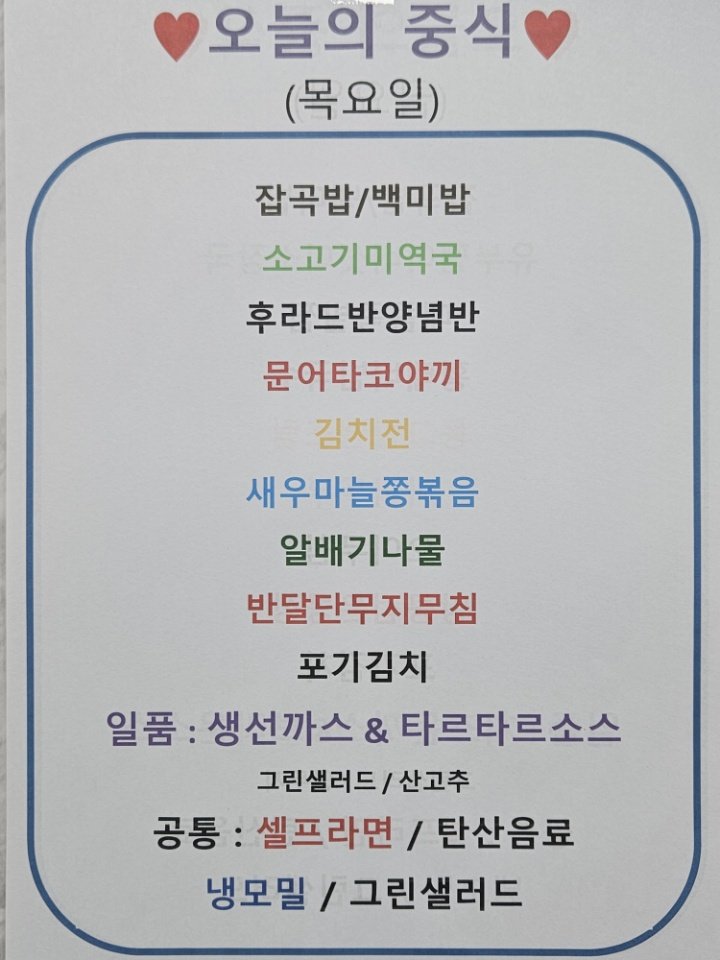 ♥오늘의 중식♥
(목요일)
잡곡밥/백미밥
소고기미역국
후라드반양념반
문어타코야끼
김치전
새우마늘쫑볶음
알배기나물
반달단무지무침
포기김치
일품 : 생선까스 & 타르타르소스
그린샐러드 / 산고추
공통 : 셀프라면 / 탄산음료
냉모밀 / 그린샐러드